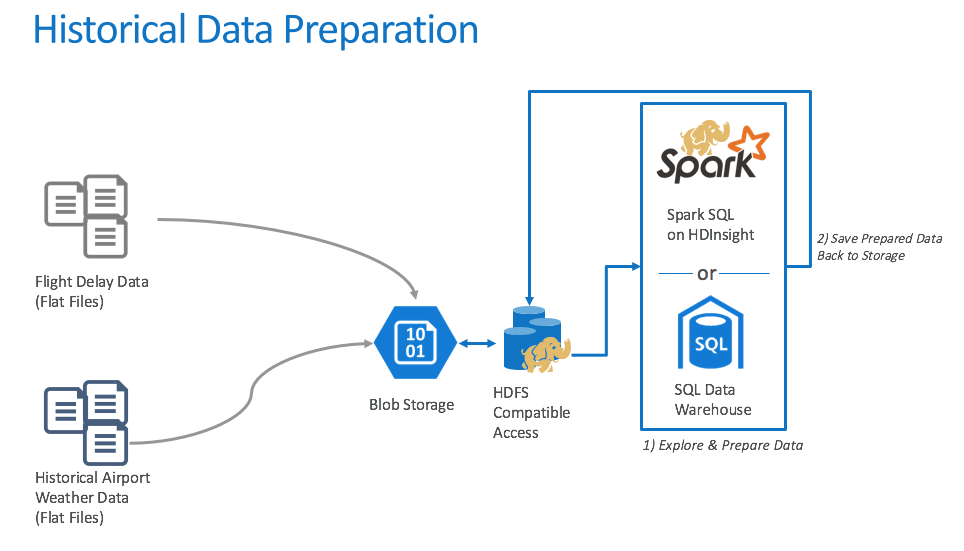 Historical Data Preparation
Flight Delay Data
(Flat Files)
Historical Airport
Weather Data
(Flat Files)
10
01
Blob Storage
HDFS
Compatible
Access
Spark
Spark SQL
on HDInsight
or
SQL
SQL Data
Warehouse
1) Explore & Prepare Data
2) Save Prepared Data
Back to Storage